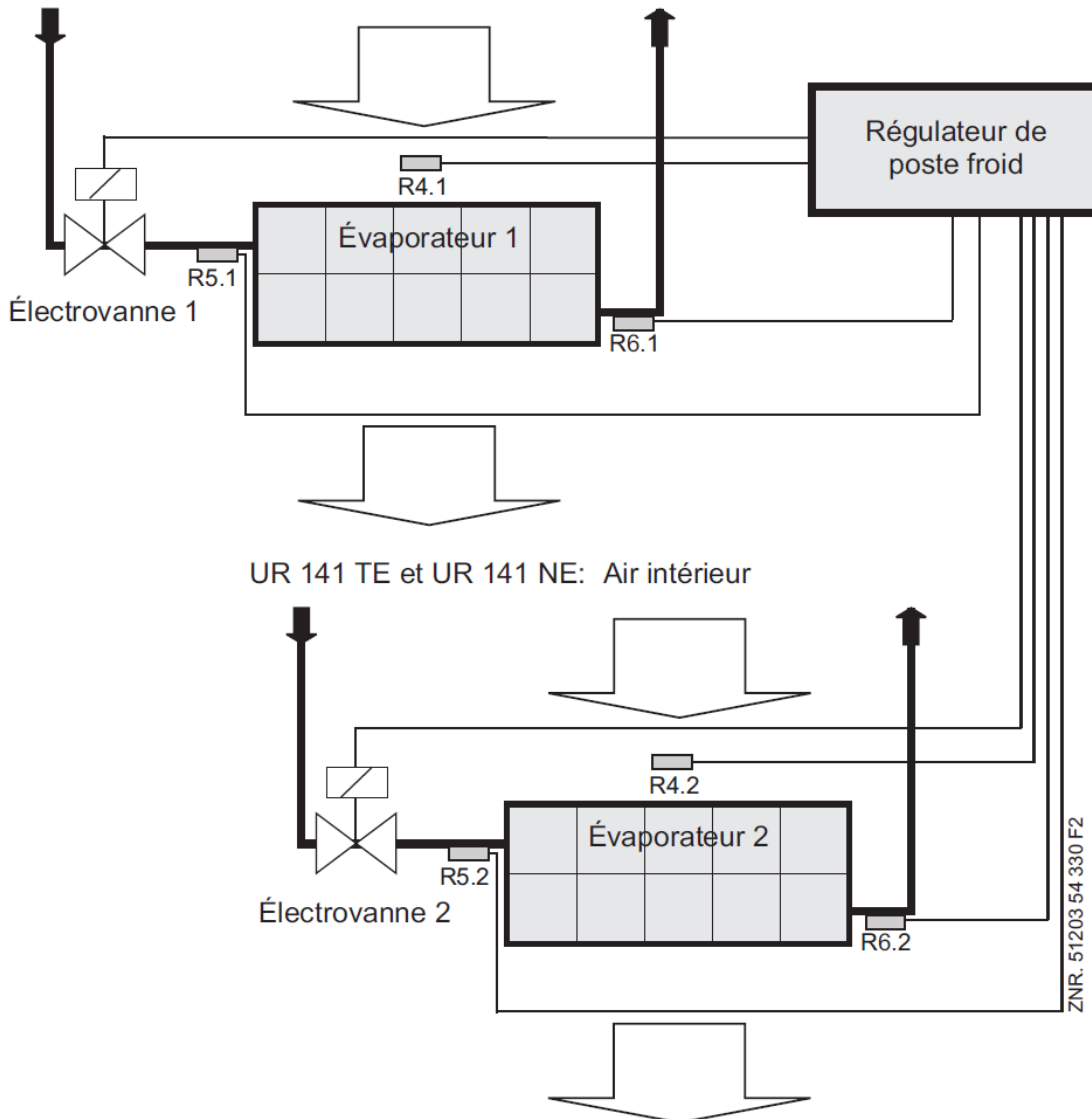 Régulateur de
poste froid
R4.1
Évaporateur 1
R5.1
Électrovanne 1
R6.1
UR 141 TE et UR 141 NE: Air intérieur
R4.2
Évaporateur 2
R5.2
Électrovanne 2
R6.2
ZNR. 51203 54 330 F2